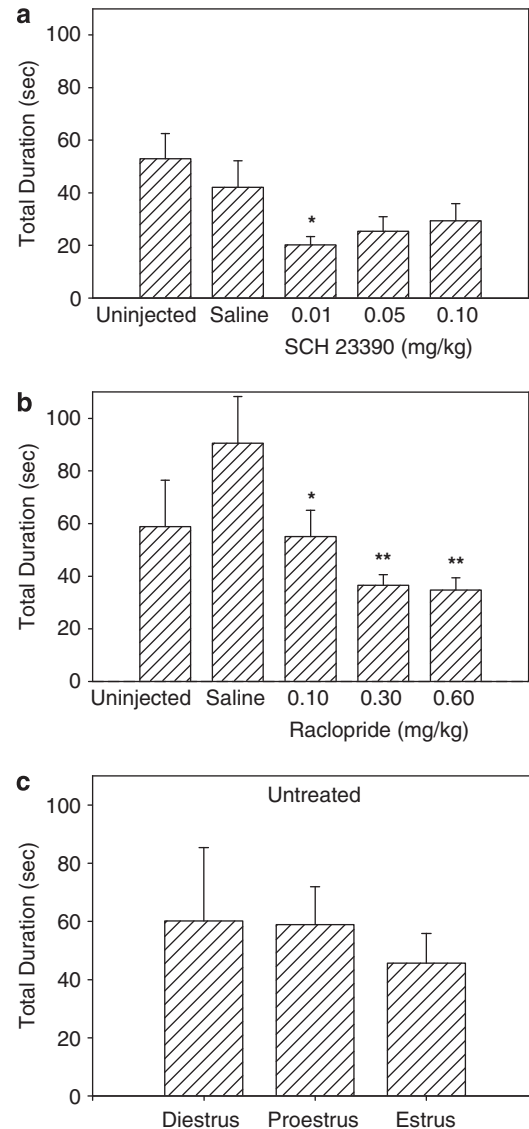 a
Total Duration (sec)
100
80
60
40
20
0
*
Uninjected Saline 0.01 0.05 0.10
SCH 23390 (mg/kg)
b
Total Duration (sec)
100
80
60
40
20
0
*
** **
Uninjected Saline 0.10 0.30 0.60
Raclopride (mg/kg)
c
Untreated
Total Duration (sec)
100
80
60
40
20
0
Diestrus Proestrus Estrus